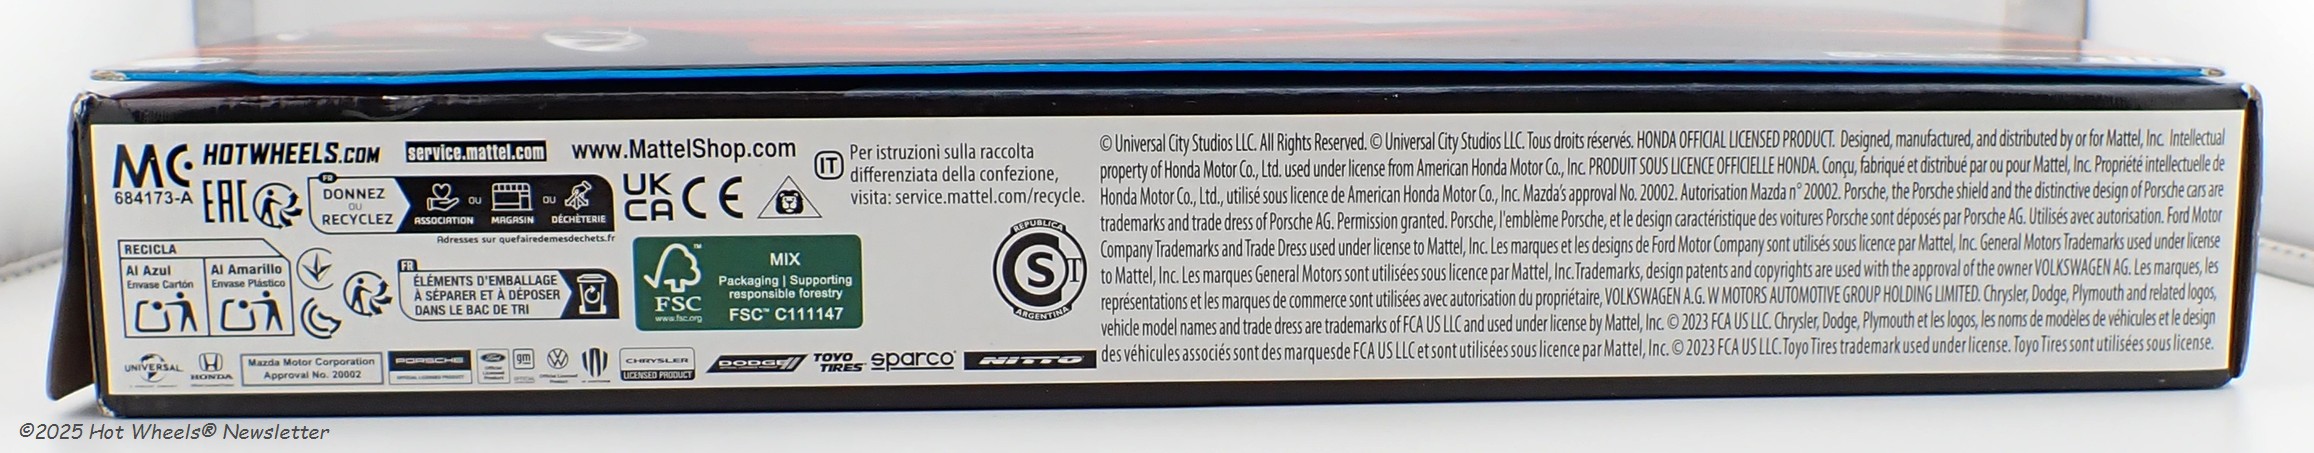 MC
684173-A
HOTWHEELS.COM
service.mattel.com
www.MattelShop.com
EAC
FR
DONNEZ
OU
RECYCLEZ
ASSOCIATION
OU
MAGASIN
OU
DÉCHÈTERIE
Adresses sur quefairedemesdechets.fr
UK
CA
CE
IT
Per istruzioni sulla raccolta
differenziata della confezione,
visita: service.mattel.com/recycle.
RECICLA
Al Azul
Envase Cartón
Al Amarillo
Envase Plástico
FR
ÉLÉMENTS D'EMBALLAGE
À SÉPARER ET À DÉPOSER
DANS LE BAC DE TRI
FSC
www.fsc.org
MIX
Packaging | Supporting
responsible forestry
FSC™ C111147
REPUBLICA
S
T
ARGENTINA
UNIVERSAL
HONDA
Mazda Motor Corporation
Approval No. 20002
PORSCHE
Ford
gm
CHRYSLER
LICENSED PRODUCT
DODGE
TOYO
TIRES
sparco
NITTO
© Universal City Studios LLC. All Rights Reserved. © Universal City Studios LLC. Tous droits réservés. HONDA OFFICIAL LICENSED PRODUCT. Designed, manufactured, and distributed by or for Mattel, Inc. Intellectual
property of Honda Motor Co., Ltd. used under license from American Honda Motor Co., Inc. PRODUIT SOUS LICENCE OFFICIELLE HONDA. Conçu, fabriqué et distribué par ou pour Mattel, Inc. Propriété intellectuelle de
Honda Motor Co., Ltd., utilisé sous licence de American Honda Motor Co., Inc. Mazda's approval No. 20002. Autorisation Mazda n° 20002. Porsche, the Porsche shield and the distinctive design of Porsche cars are
trademarks and trade dress of Porsche AG. Permission granted. Porsche, l'emblème Porsche, et le design caractéristique des voitures Porsche sont déposés par Porsche AG. Utilisés avec autorisation. Ford Motor
Company Trademarks and Trade Dress used under license to Mattel, Inc. Les marques et les designs de Ford Motor Company sont utilisés sous licence par Mattel, Inc. General Motors Trademarks used under license
to Mattel, Inc. Les marques General Motors sont utilisées sous licence par Mattel, Inc.Trademarks, design patents and copyrights are used with the approval of the owner VOLKSWAGEN AG. Les marques, les
représentations et les marques de commerce sont utilisées avec autorisation du propriétaire, VOLKSWAGEN A.G. W MOTORS AUTOMOTIVE GROUP HOLDING LIMITED. Chrysler, Dodge, Plymouth and related logos,
vehicle model names and trade dress are trademarks of FCA US LLC and used under license by Mattel, Inc. © 2023 FCA US LLC. Chrysler, Dodge, Plymouth et les logos, les noms de modèles de véhicules et le design
des véhicules associés sont des marquesde FCA US LLC et sont utilisées sous licence par Mattel, Inc. © 2023 FCA US LLC.Toyo Tires trademark used under license. Toyo Tires sont utilisées sous license.
©2025 Hot Wheels® Newsletter